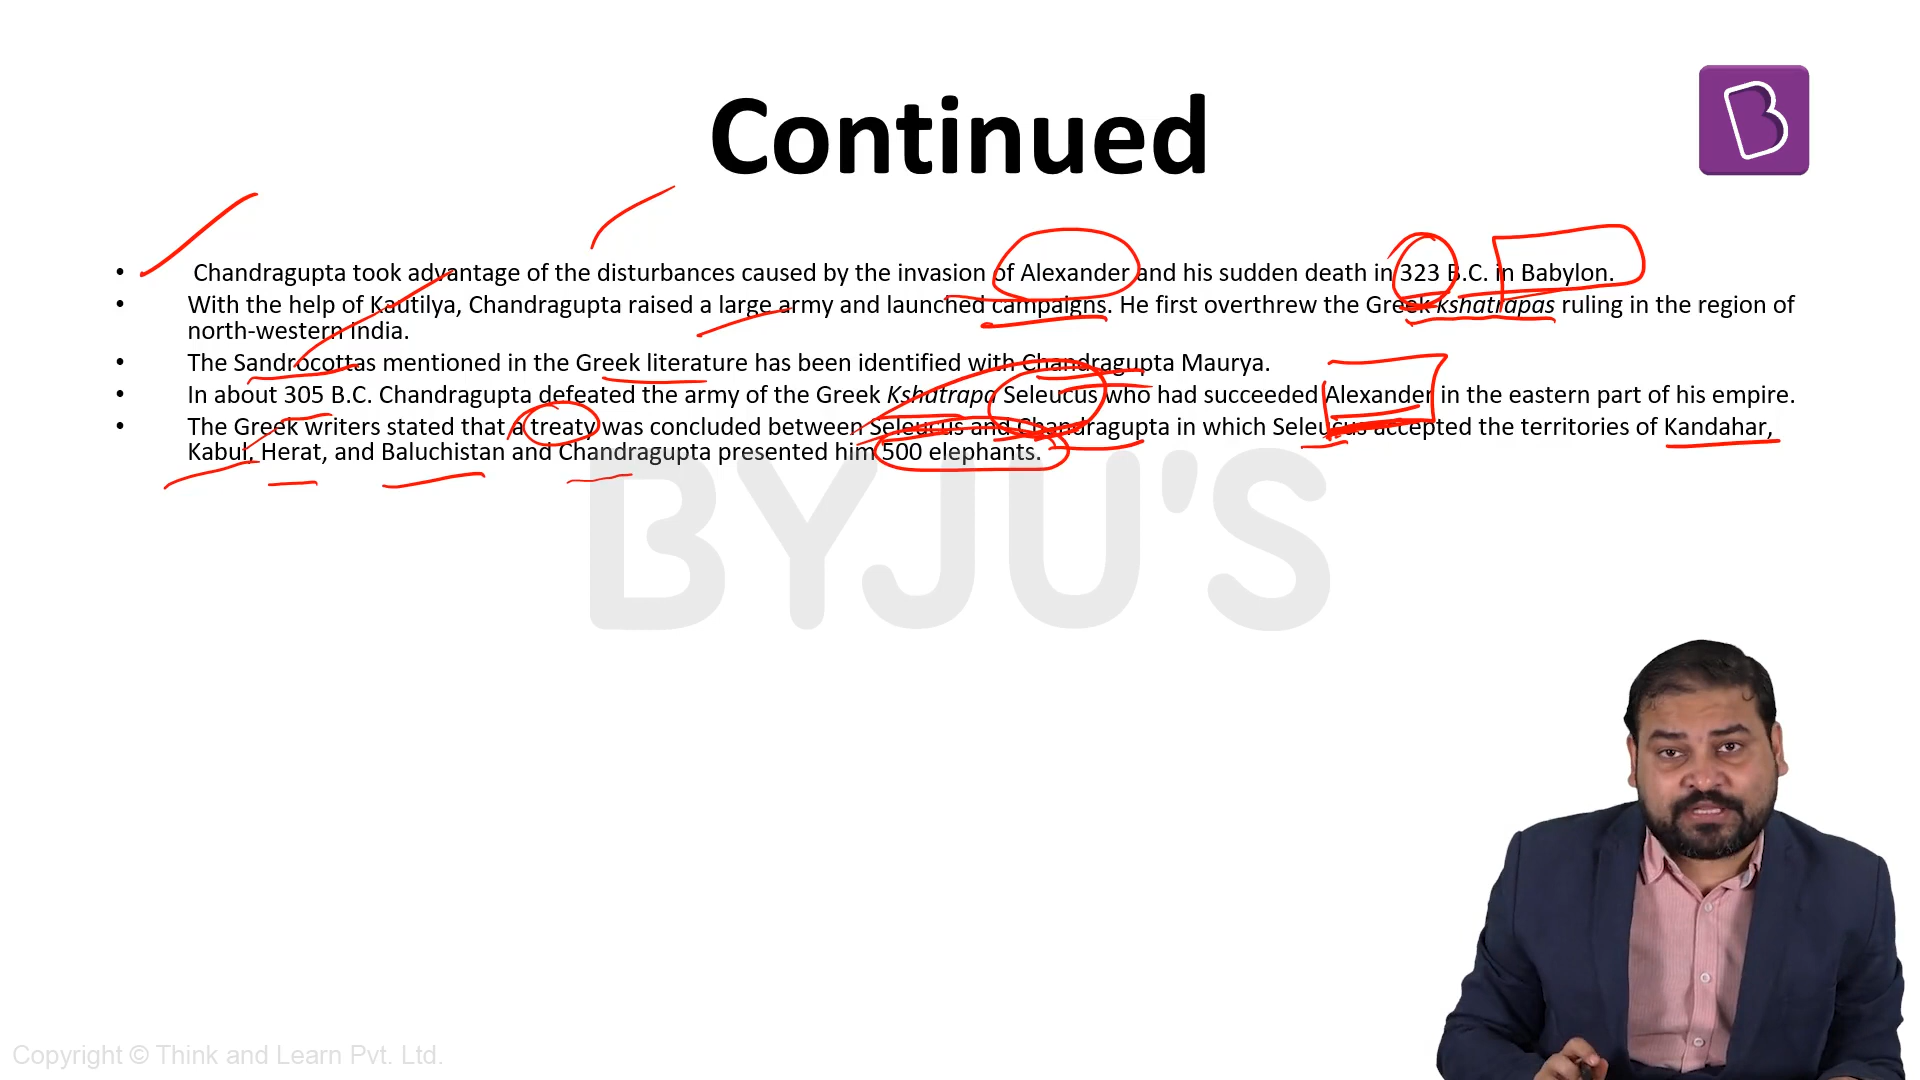 Continued
• Chandragupta took advantage of the disturbances caused by the invasion of Alexander and his sudden death in 323 B.C. in Babylon.
• With the help of Kautilya, Chandragupta raised a large army and launched campaigns. He first overthrew the Greek kshatrapas ruling in the region of
north-western India.
• The Sandrocottas mentioned in the Greek literature has been identified with Chandragupta Maurya.
• In about 305 B.C. Chandragupta defeated the army of the Greek Kshatrapa Seleucus who had succeeded Alexander in the eastern part of his empire.
• The Greek writers stated that a treaty was concluded between Seleucus and Chandragupta in which Seleucus accepted the territories of Kandahar,
Kabul, Herat, and Baluchistan and Chandragupta presented him 500 elephants.
BYJU'S
Copyright © Think and Learn Pvt. Ltd.